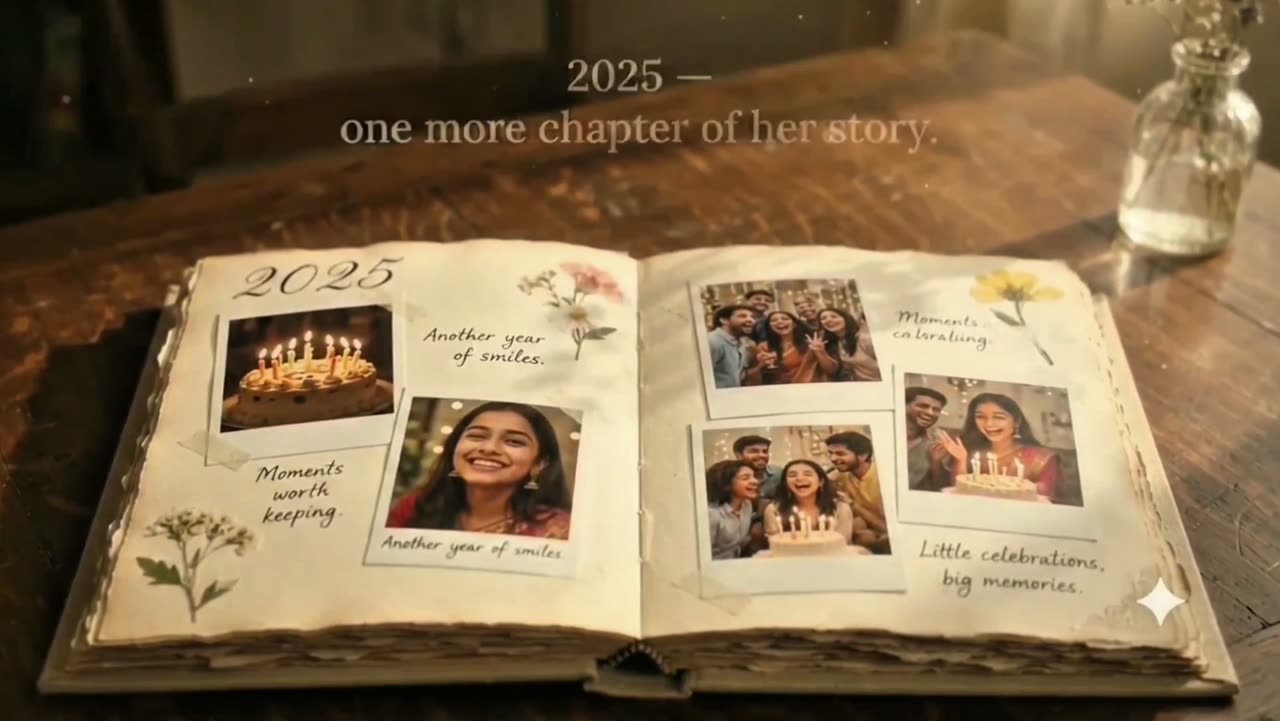 2025 —
one more chapter of her story.
2025
Another year
of smiles.
Moments
worth
keeping.
Another year of smiles.
Moments
Little celebrations,
big memories.